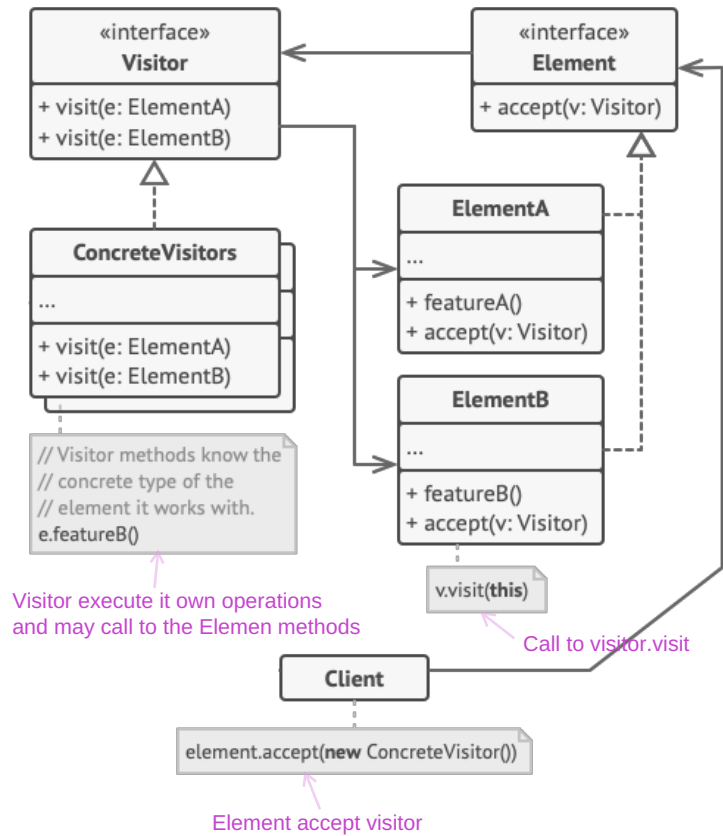 «interface»
Visitor
+ visit(e: ElementA)
+ visit(e: ElementB)
«interface»
Element
+ accept(v: Visitor)
ConcreteVisitors
...
+ visit(e: ElementA)
+ visit(e: ElementB)
ElementA
...
+ featureA()
+ accept(v: Visitor)
ElementB
...
+ featureB()
+ accept(v: Visitor)
// Visitor methods know the
// concrete type of the
// element it works with.
e.featureB()
v.visit(this)
Visitor execute it own operations
and may call to the Elemen methods
Call to visitor.visit
Client
element.accept(new ConcreteVisitor())
Element accept visitor